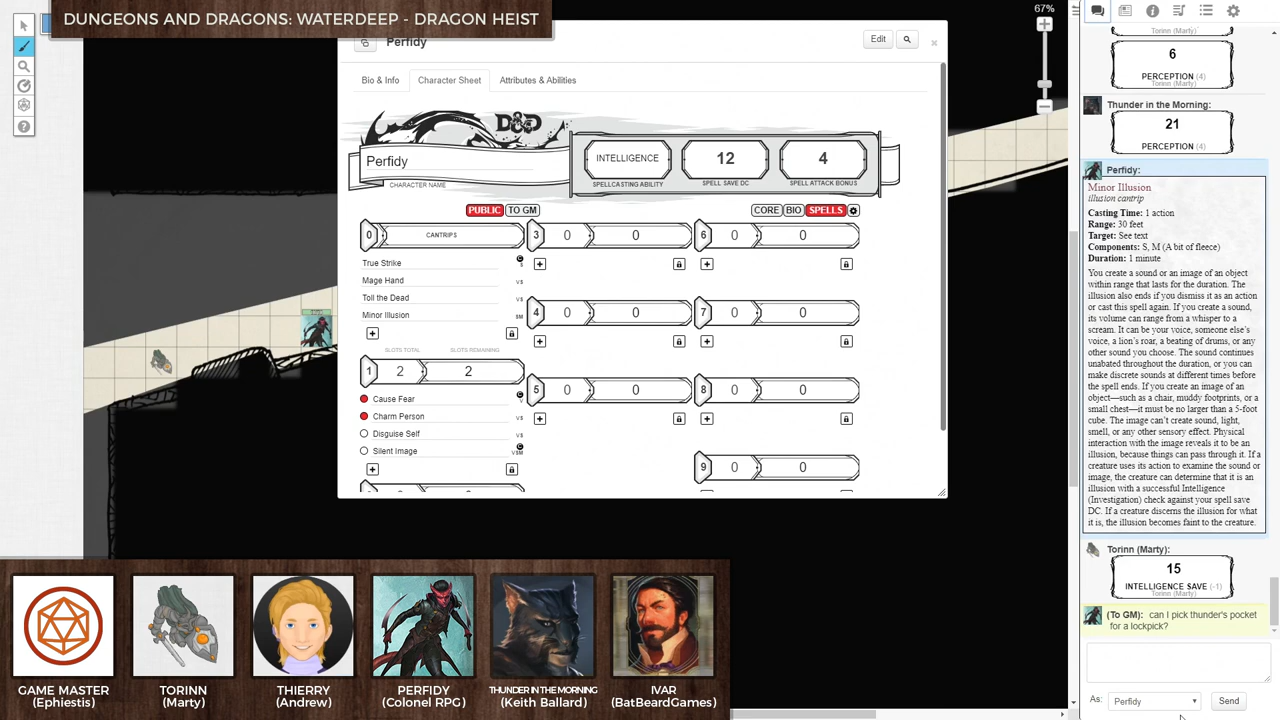 DUNGEONS AND DRAGONS: WATERDEEP - DRAGON HEIST
67%
Perfidy
Edit
Bio & Info
Character Sheet
Attributes & Abilities
D&D
Perfidy
CHARACTER NAME
INTELLIGENCE
SPELLCASTING ABILITY
12
SPELL SAVE DC
4
SPELL ATTACK BONUS
PUBLIC TO GM
CORE BIO SPELLS
0 CANTRIPS
True Strike
Mage Hand
Toll the Dead
Minor Illusion
SLOTS TOTAL SLOTS REMAINING
1 2 2
Cause Fear
Charm Person
Disguise Self
Silent Image
3 0 0
4 0 0
5 0 0
6 0 0
7 0 0
8 0 0
9 0 0
Torinn (Marty)
6
PERCEPTION (4)
Torinn (Marty)
Thunder in the Morning:
21
PERCEPTION (4)
Perfidy:
Minor Illusion
illusion cantrip
Casting Time: 1 action
Range: 30 feet
Target: See text
Components: S, M (A bit of fleece)
Duration: 1 minute
You create a sound or an image of an object
within range that lasts for the duration. The
illusion also ends if you dismiss it as an action
or cast this spell again. If you create a sound,
its volume can range from a whisper to a
scream. It can be your voice, someone else's
voice, a lion's roar, a beating of drums, or any
other sound you choose. The sound continues
unabated throughout the duration, or you can
make discrete sounds at different times before
the spell ends. If you create an image of an
object—such as a chair, muddy footprints, or a
small chest—it must be no larger than a 5-foot
cube. The image can't create sound, light,
smell, or any other sensory effect. Physical
interaction with the image reveals it to be an
illusion, because things can pass through it. If a
creature uses its action to examine the sound or
image, the creature can determine that it is an
illusion with a successful Intelligence
(Investigation) check against your spell save
DC. If a creature discerns the illusion for what
it is, the illusion becomes faint to the creature.
Torinn (Marty):
15
INTELLIGENCE SAVE (-1)
Torinn (Marty)
(To GM): can I pick thunder's pocket
for a lockpick?
As: Perfidy
Send
GAME MASTER
(Ephiestis)
TORINN
(Marty)
THIERRY
(Andrew)
PERFIDY
(Colonel RPG)
THUNDER IN THE MORNING
(Keith Ballard)
IVAR
(BatBeardGames)